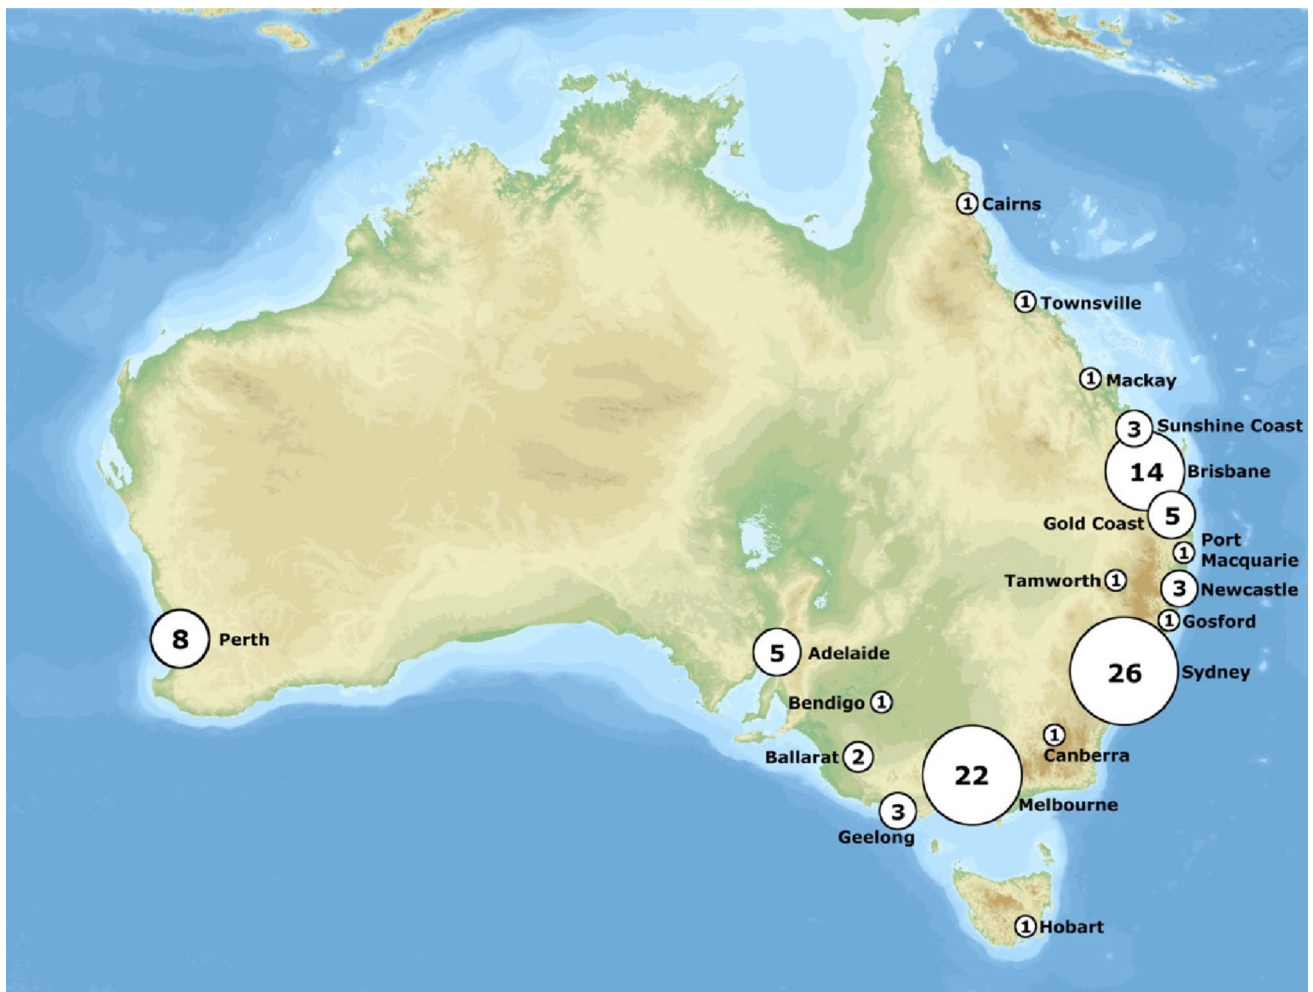 1 Cairns
1 Townsville
1 Mackay
3 Sunshine Coast
14 Brisbane
Gold Coast 5
Port
1 Macquarie
Tamworth 1
3 Newcastle
1 Gosford
8 Perth
5 Adelaide
26 Sydney
Bendigo 1
1
Canberra
Ballarat 2
22
Melbourne
3
Geelong
1 Hobart